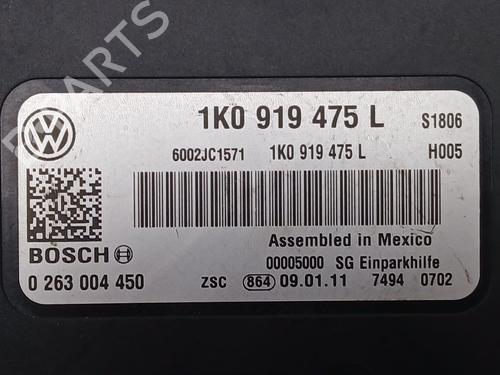 PARTS
1K0 919 475 L S1806
6002JC1571 1K0 919 475 L H005
Assembled in Mexico
BOSCH 00005000 SG Einparkhilfe
0 263 004 450 ZSC 864 09.01.11 7494 0702